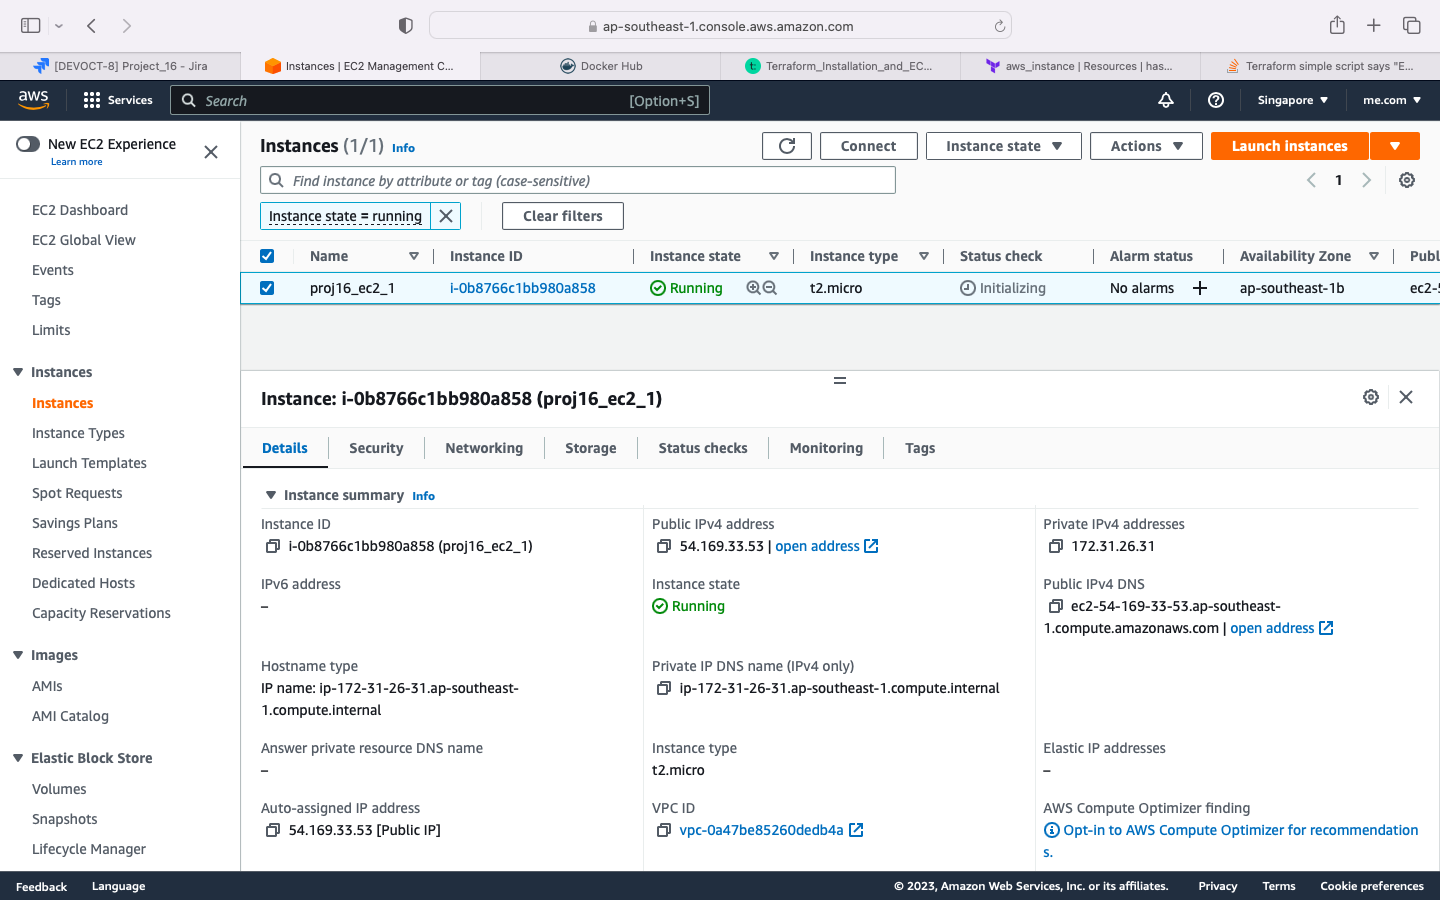 ap-southeast-1.console.aws.amazon.com
[DEVOCT-8] Project_16 - Jira
Instances | EC2 Management C...
Docker Hub
Terraform_Installation_and_EC...
aws_instance | Resources | has...
Terraform simple script says "E...
aws
Services
Search
[Option+S]
Singapore
me.com
New EC2 Experience
Learn more
EC2 Dashboard
EC2 Global View
Events
Tags
Limits
Instances
Instances
Instance Types
Launch Templates
Spot Requests
Savings Plans
Reserved Instances
Dedicated Hosts
Capacity Reservations
Images
AMIs
AMI Catalog
Elastic Block Store
Volumes
Snapshots
Lifecycle Manager
Instances (1/1) Info
Connect
Instance state
Actions
Launch instances
Find instance by attribute or tag (case-sensitive)
1
Instance state = running
Clear filters
Name Instance ID Instance state Instance type Status check Alarm status Availability Zone Publ
proj16_ec2_1 i-0b8766c1bb980a858 Running t2.micro Initializing No alarms ap-southeast-1b ec2-5
Instance: i-0b8766c1bb980a858 (proj16_ec2_1)
Details Security Networking Storage Status checks Monitoring Tags
Instance summary Info
Instance ID
i-0b8766c1bb980a858 (proj16_ec2_1)
Public IPv4 address
54.169.33.53 | open address
Private IPv4 addresses
172.31.26.31
IPv6 address
–
Instance state
Running
Public IPv4 DNS
ec2-54-169-33-53.ap-southeast-
1.compute.amazonaws.com | open address
Hostname type
IP name: ip-172-31-26-31.ap-southeast-
1.compute.internal
Private IP DNS name (IPv4 only)
ip-172-31-26-31.ap-southeast-1.compute.internal
Answer private resource DNS name
–
Instance type
t2.micro
Elastic IP addresses
–
Auto-assigned IP address
54.169.33.53 [Public IP]
VPC ID
vpc-0a47be85260dedb4a
AWS Compute Optimizer finding
Opt-in to AWS Compute Optimizer for recommendation
s.
Feedback
Language
© 2023, Amazon Web Services, Inc. or its affiliates.
Privacy
Terms
Cookie preferences